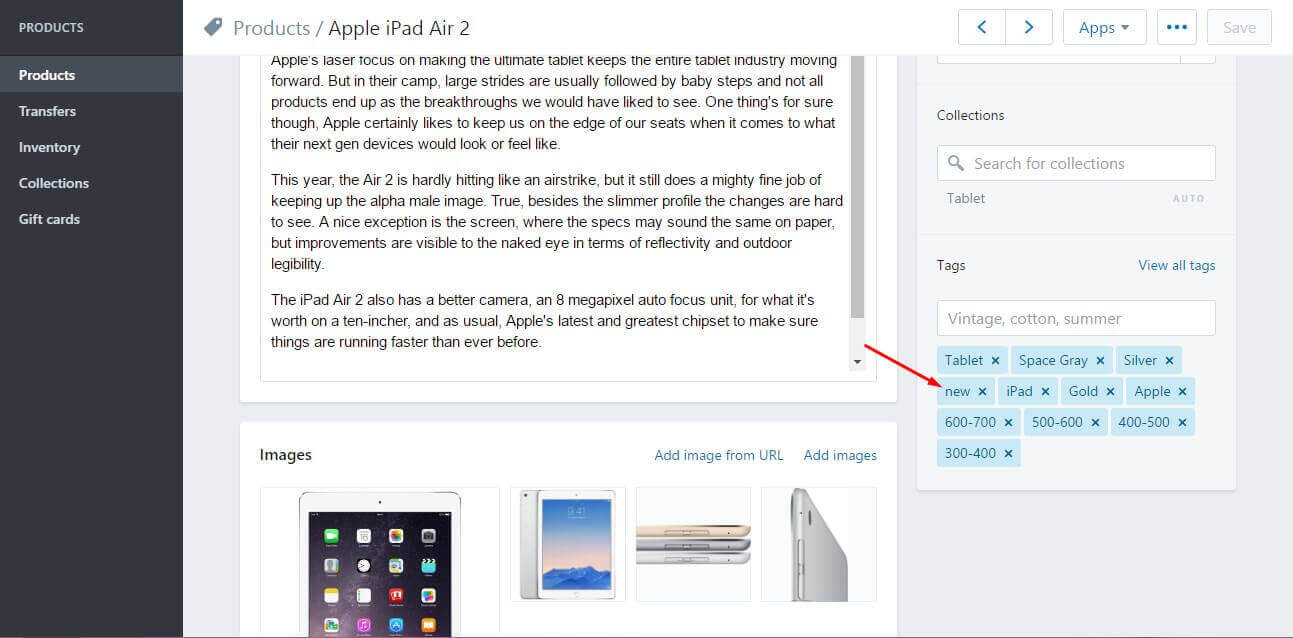 PRODUCTS
Products
Transfers
Inventory
Collections
Gift cards
Products / Apple iPad Air 2
Apps
Save
Apple's laser focus on making the ultimate tablet keeps the entire tablet industry moving
forward. But in their camp, large strides are usually followed by baby steps and not all
products end up as the breakthroughs we would have liked to see. One thing's for sure
though, Apple certainly likes to keep us on the edge of our seats when it comes to what
their next gen devices would look or feel like.
This year, the Air 2 is hardly hitting like an airstrike, but it still does a mighty fine job of
keeping up the alpha male image. True, besides the slimmer profile the changes are hard
to see. A nice exception is the screen, where the specs may sound the same on paper,
but improvements are visible to the naked eye in terms of reflectivity and outdoor
legibility.
The iPad Air 2 also has a better camera, an 8 megapixel auto focus unit, for what it's
worth on a ten-incher, and as usual, Apple's latest and greatest chipset to make sure
things are running faster than ever before.
Images
Add image from URL Add images
9:41
Collections
Search for collections
Tablet AUTO
Tags View all tags
Vintage, cotton, summer
Tablet × Space Gray × Silver ×
new × iPad × Gold × Apple ×
600-700 × 500-600 × 400-500 ×
300-400 ×